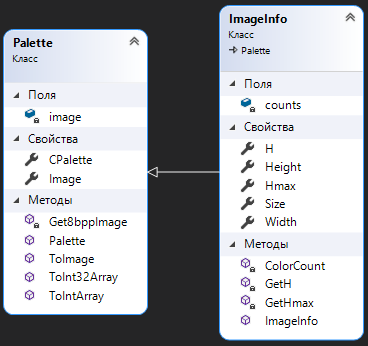 Palette
Класс
Поля
image
Свойства
CPalette
Image
Методы
Get8bppImage
Palette
ToImage
ToInt32Array
ToIntArray
ImageInfo
Класс
Palette
Поля
counts
Свойства
H
Height
Hmax
Size
Width
Методы
ColorCount
GetH
GetHmax
ImageInfo